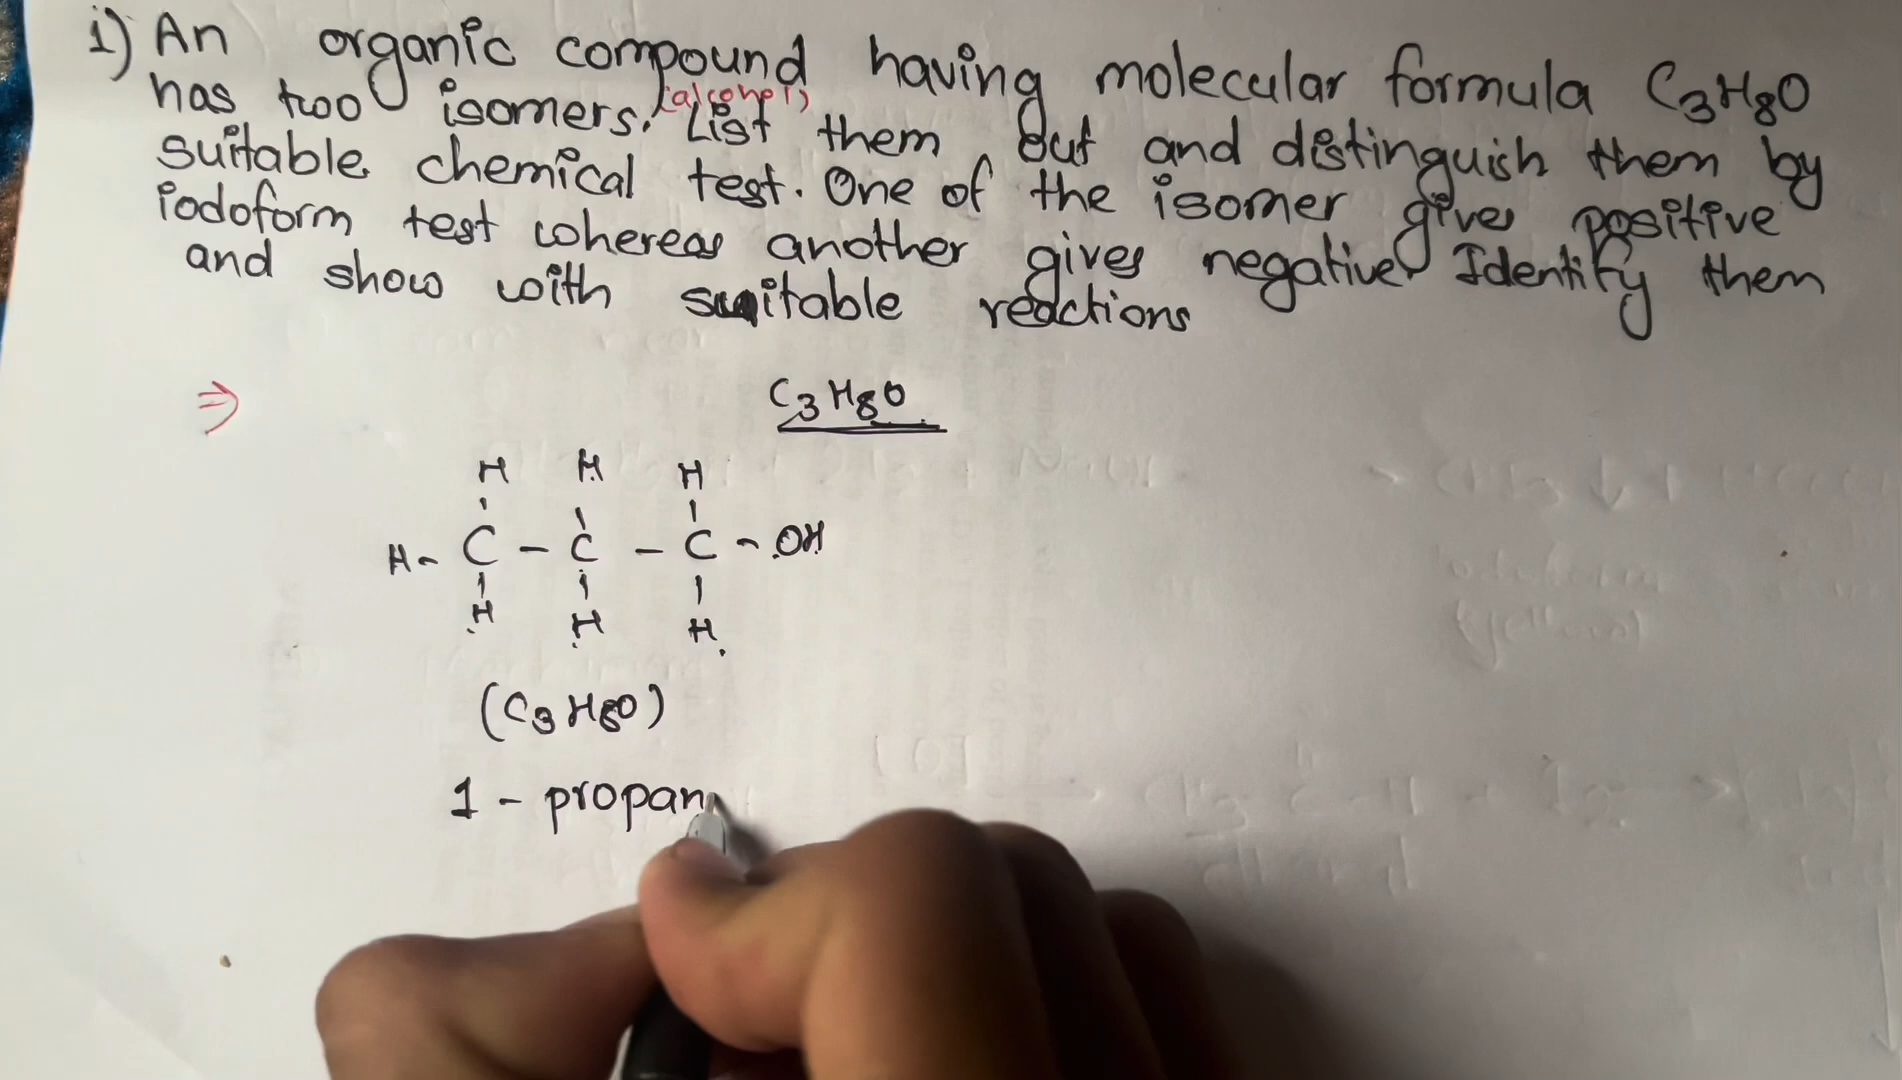 1) An organic compound having molecular formula C3H8O
has two isomers. (alcohol) List them out and distinguish them by
suitable chemical test. One of the isomer gives positive
iodoform test whereas another gives negative. Identify them
and show with suitable reactions
⇒ C3H8O
H H H
H - C - C - C - OH
H H H
(C3H8O)
1 - propan